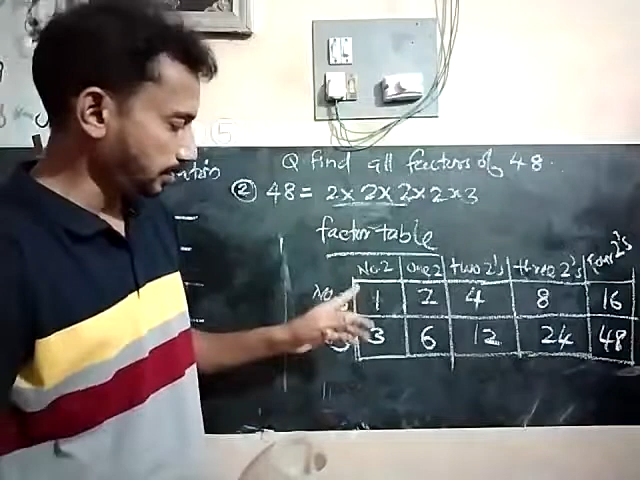 Q find all factors of 48
② 48 = 2 × 2 × 2 × 2 × 3
factor table
No 2 one 2 two 2's three 2's four 2's
No 1 2 4 8 16
3 6 12 24 48